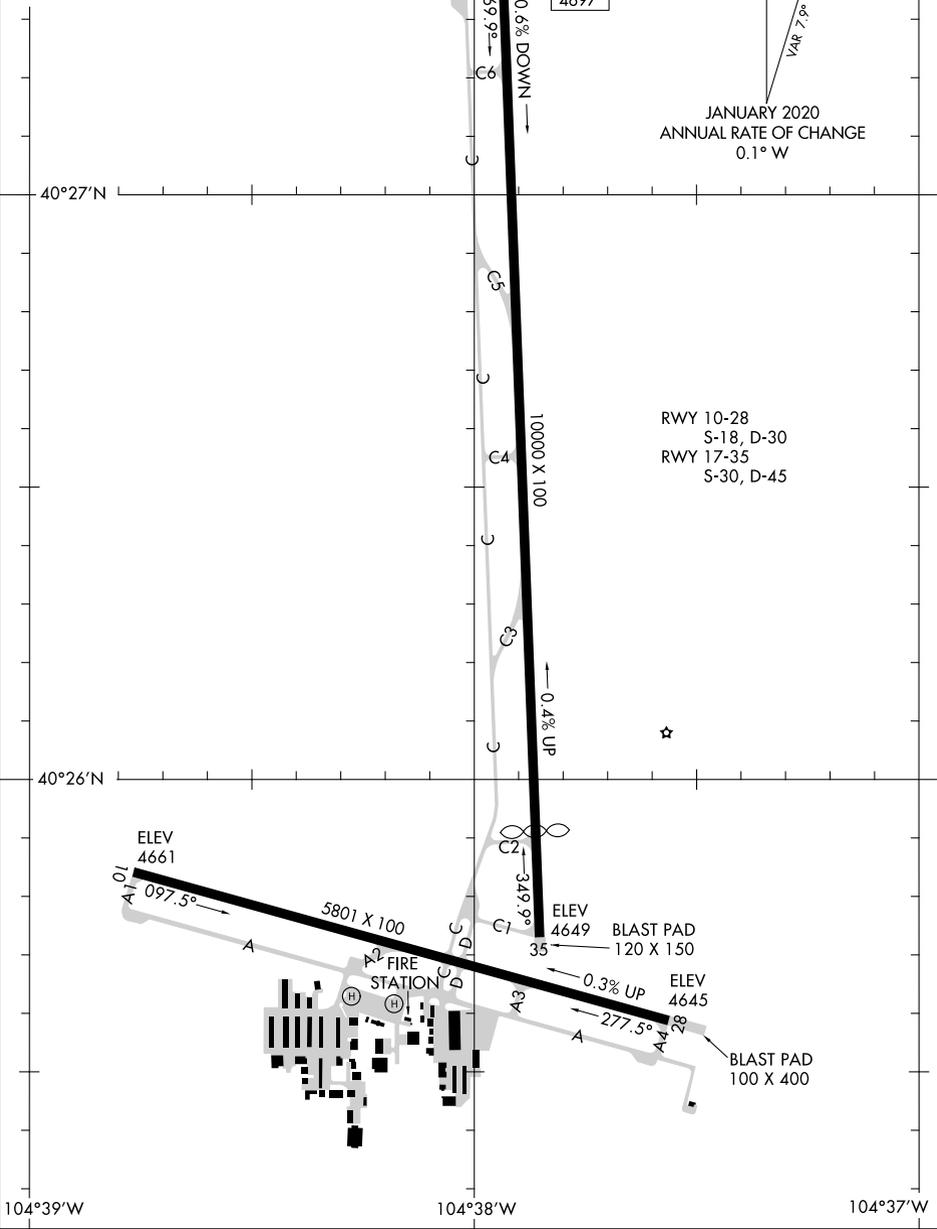 0.6% DOWN
VAR 7.9°
C6
JANUARY 2020
ANNUAL RATE OF CHANGE
0.1° W
C
40°27'N
C5
C
10000 X 100
RWY 10-28
S-18, D-30
RWY 17-35
S-30, D-45
C4
C
C3
0.4% UP
C
40°26'N
ELEV
4661
C2
10
A1
097.5°
349.9°
5801 X 100
C
D
C1
ELEV
4649
35
BLAST PAD
120 X 150
A
A2
FIRE
STATION
C
D
0.3% UP
ELEV
4645
H
H
A3
277.5°
28
A
A4
BLAST PAD
100 X 400
104°39'W
104°38'W
104°37'W